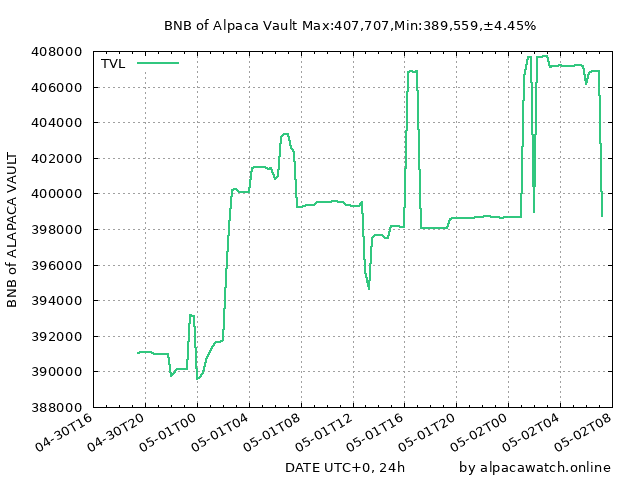 BNB of Alpaca Vault Max:407,707,Min:389,559,±4.45%
TVL
408000
406000
404000
402000
400000
398000
396000
394000
392000
390000
388000
BNB of ALAPACA VAULT
04-30T16
04-30T20
05-01T00
05-01T04
05-01T08
05-01T12
05-01T16
05-01T20
05-02T00
05-02T04
05-02T08
DATE UTC+0, 24h
by alpacawatch.online